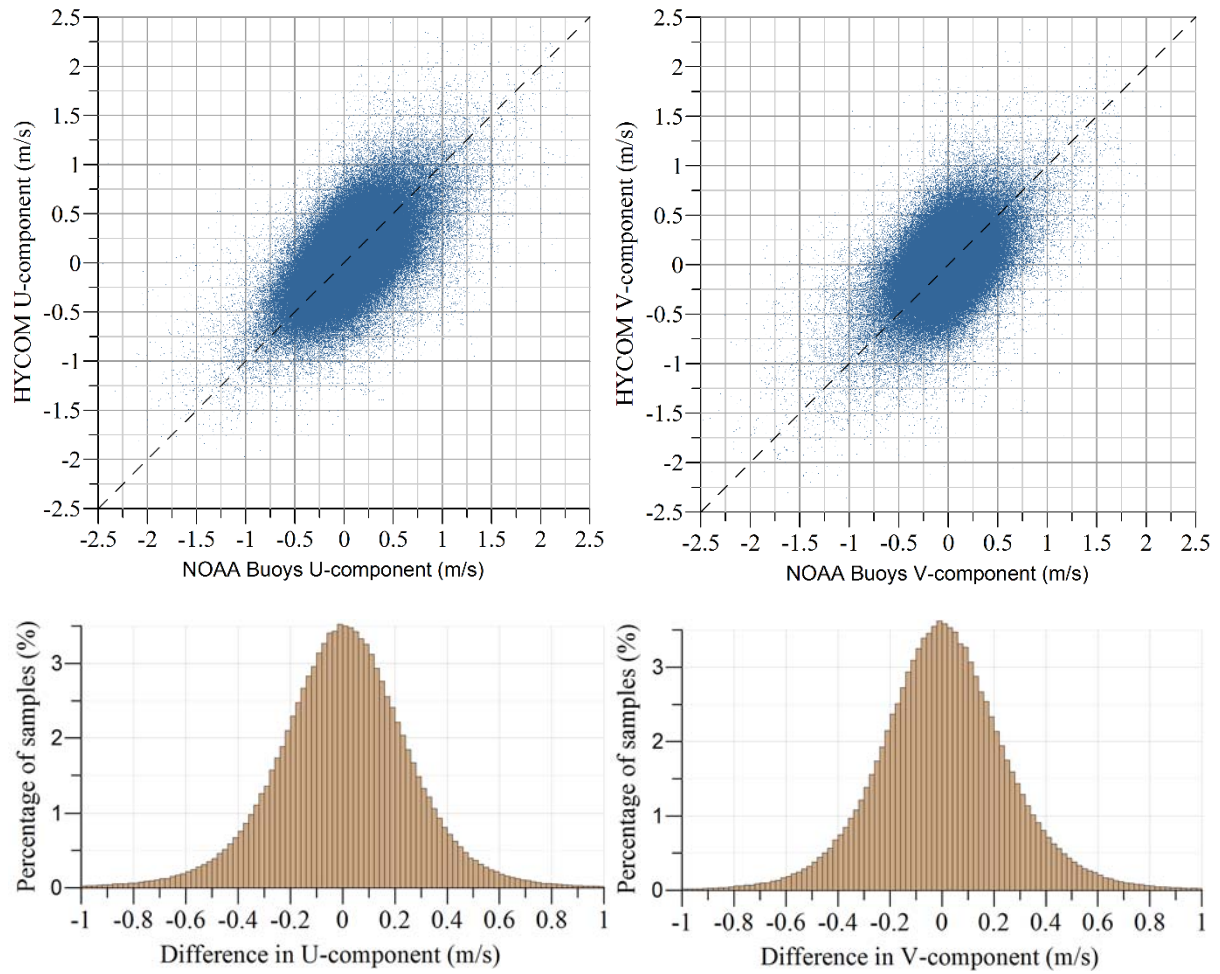 2.5
2
1.5
1
0.5
0
-0.5
-1
-1.5
-2
-2.5
HYCOM U-component (m/s)
-2.5 -2 -1.5 -1 -0.5 0 0.5 1 1.5 2 2.5
NOAA Buoys U-component (m/s)
2.5
2
1.5
1
0.5
0
-0.5
-1
-1.5
-2
-2.5
HYCOM V-component (m/s)
-2.5 -2 -1.5 -1 -0.5 0 0.5 1 1.5 2 2.5
NOAA Buoys V-component (m/s)
3
2
1
0
Percentage of samples (%)
-1 -0.8 -0.6 -0.4 -0.2 0 0.2 0.4 0.6 0.8 1
Difference in U-component (m/s)
3
2
1
0
Percentage of samples (%)
-1 -0.8 -0.6 -0.4 -0.2 0 0.2 0.4 0.6 0.8 1
Difference in V-component (m/s)